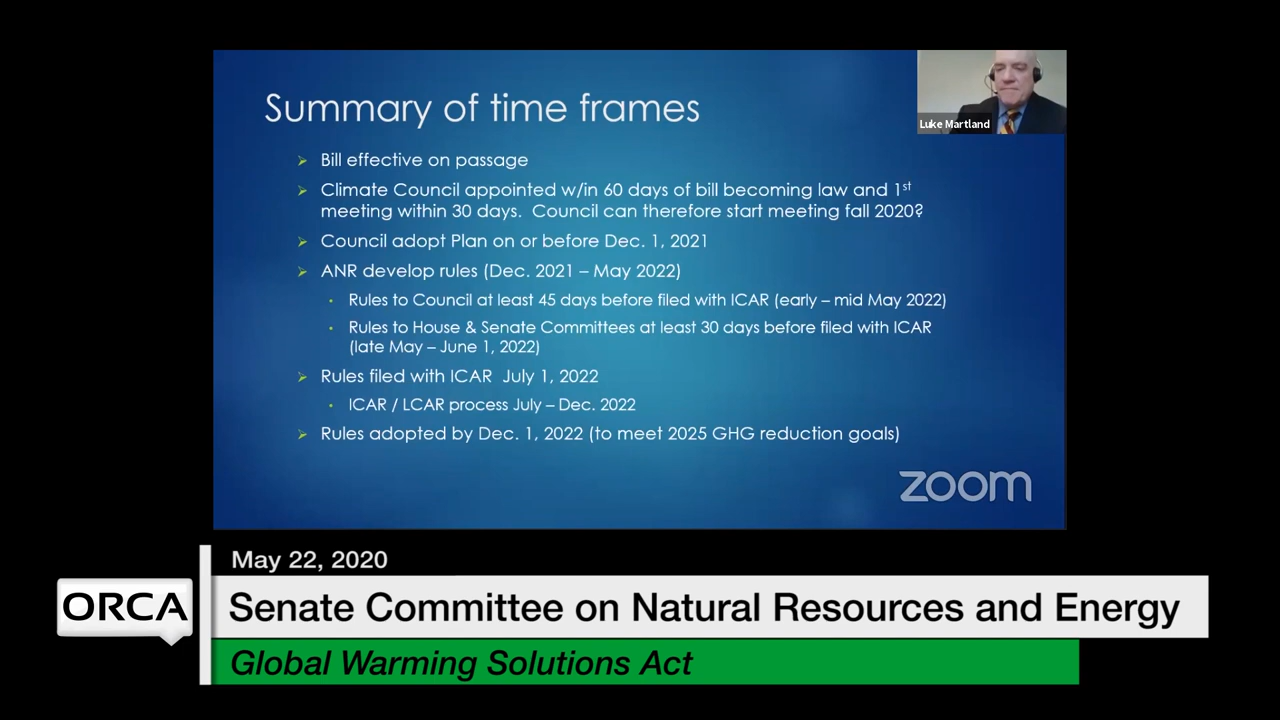 Summary of time frames
Luke Martland
Bill effective on passage
Climate Council appointed w/in 60 days of bill becoming law and 1st
meeting within 30 days. Council can therefore start meeting fall 2020?
Council adopt Plan on or before Dec. 1, 2021
ANR develop rules (Dec. 2021 – May 2022)
Rules to Council at least 45 days before filed with ICAR (early – mid May 2022)
Rules to House & Senate Committees at least 30 days before filed with ICAR
(late May – June 1, 2022)
Rules filed with ICAR July 1, 2022
ICAR / LCAR process July – Dec. 2022
Rules adopted by Dec. 1, 2022 (to meet 2025 GHG reduction goals)
zoom
May 22, 2020
ORCA
Senate Committee on Natural Resources and Energy
Global Warming Solutions Act